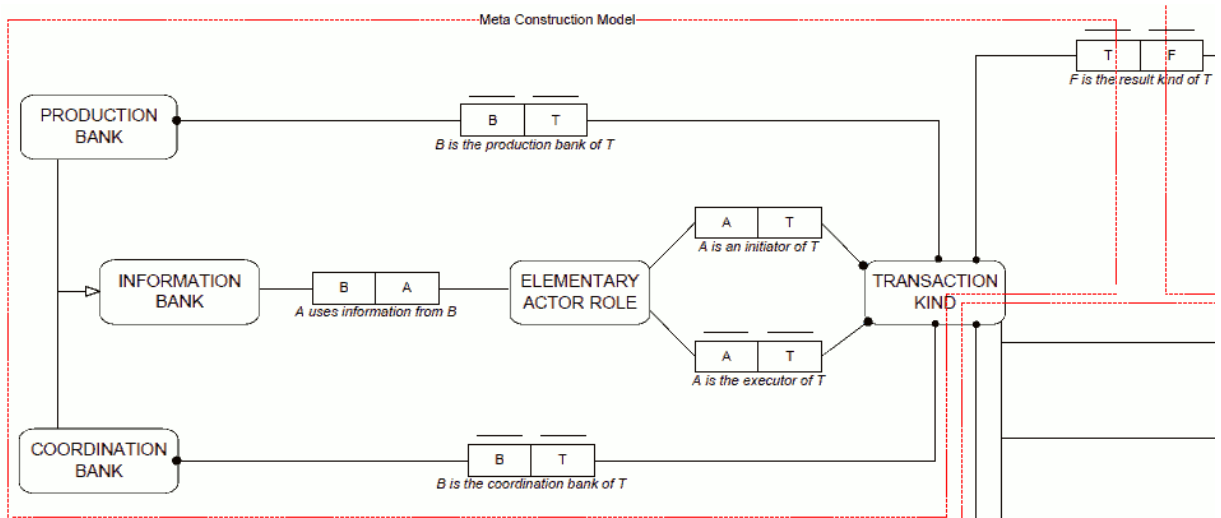 Meta Construction Model
T F
F is the result kind of T
PRODUCTION
BANK
B T
B is the production bank of T
A T
A is an initiator of T
INFORMATION
BANK
B A
A uses information from B
ELEMENTARY
ACTOR ROLE
TRANSACTION
KIND
A T
A is the executor of T
COORDINATION
BANK
B T
B is the coordination bank of T